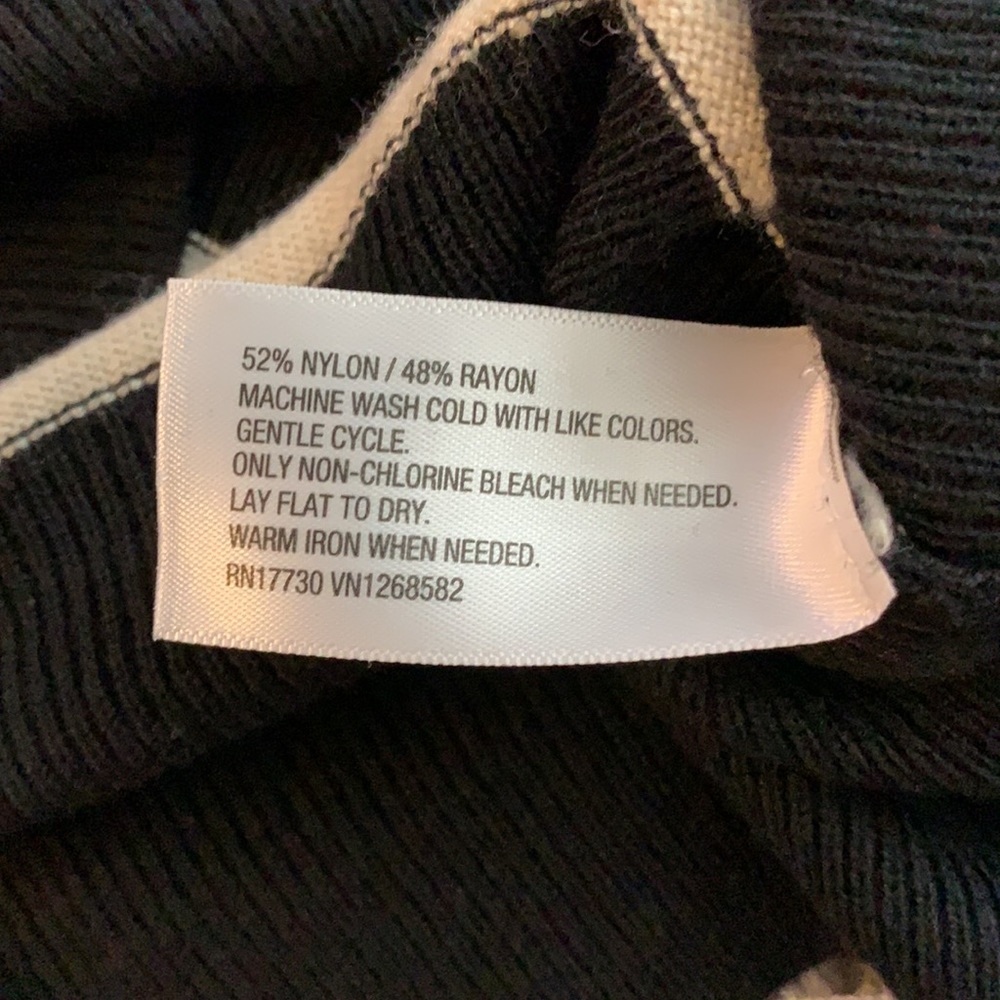 52% NYLON / 48% RAYON
MACHINE WASH COLD WITH LIKE COLORS.
GENTLE CYCLE.
ONLY NON-CHLORINE BLEACH WHEN NEEDED.
LAY FLAT TO DRY.
WARM IRON WHEN NEEDED.
RN17730 VN1268582